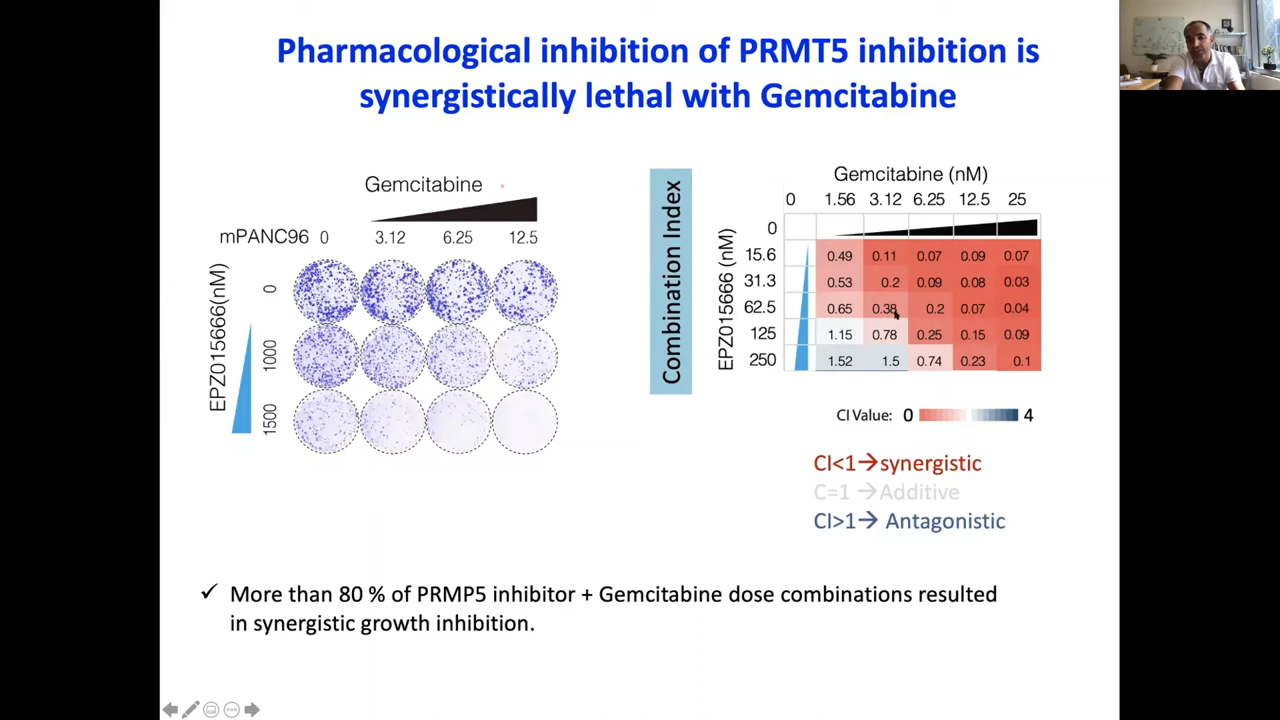 Pharmacological inhibition of PRMT5 inhibition is
synergistically lethal with Gemcitabine
Gemcitabine
mPANC96 0 3.12 6.25 12.5
EPZ015666(nM)
0
1000
1500
Combination Index
Gemcitabine (nM)
0 1.56 3.12 6.25 12.5 25
EPZ015666 (nM)
0
15.6 0.49 0.11 0.07 0.09 0.07
31.3 0.53 0.2 0.09 0.08 0.03
62.5 0.65 0.38 0.2 0.07 0.04
125 1.15 0.78 0.25 0.15 0.09
250 1.52 1.5 0.74 0.23 0.1
CI Value: 0 4
CI<1→synergistic
C=1 →Additive
CI>1→ Antagonistic
✓ More than 80 % of PRMP5 inhibitor + Gemcitabine dose combinations resulted
in synergistic growth inhibition.